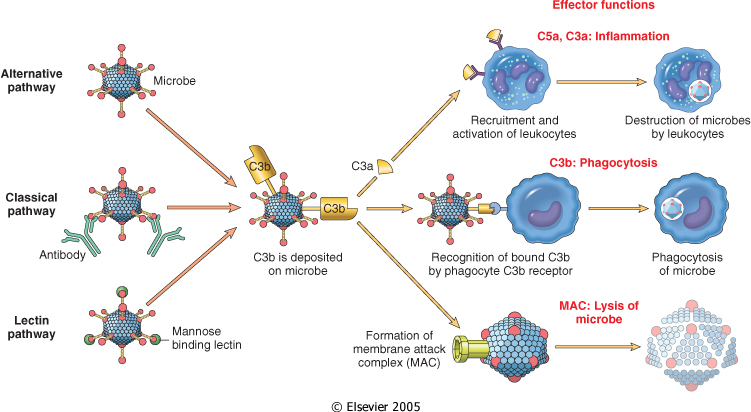 Effector functions
C5a, C3a: Inflammation
Alternative
pathway
Microbe
Recruitment and
activation of leukocytes
Destruction of microbes
by leukocytes
C3b
C3a
C3b: Phagocytosis
Classical
pathway
C3b
Antibody
C3b is deposited
on microbe
Recognition of bound C3b
by phagocyte C3b receptor
Phagocytosis
of microbe
MAC: Lysis of
microbe
Lectin
pathway
Mannose
binding lectin
Formation of
membrane attack
complex (MAC)
© Elsevier 2005